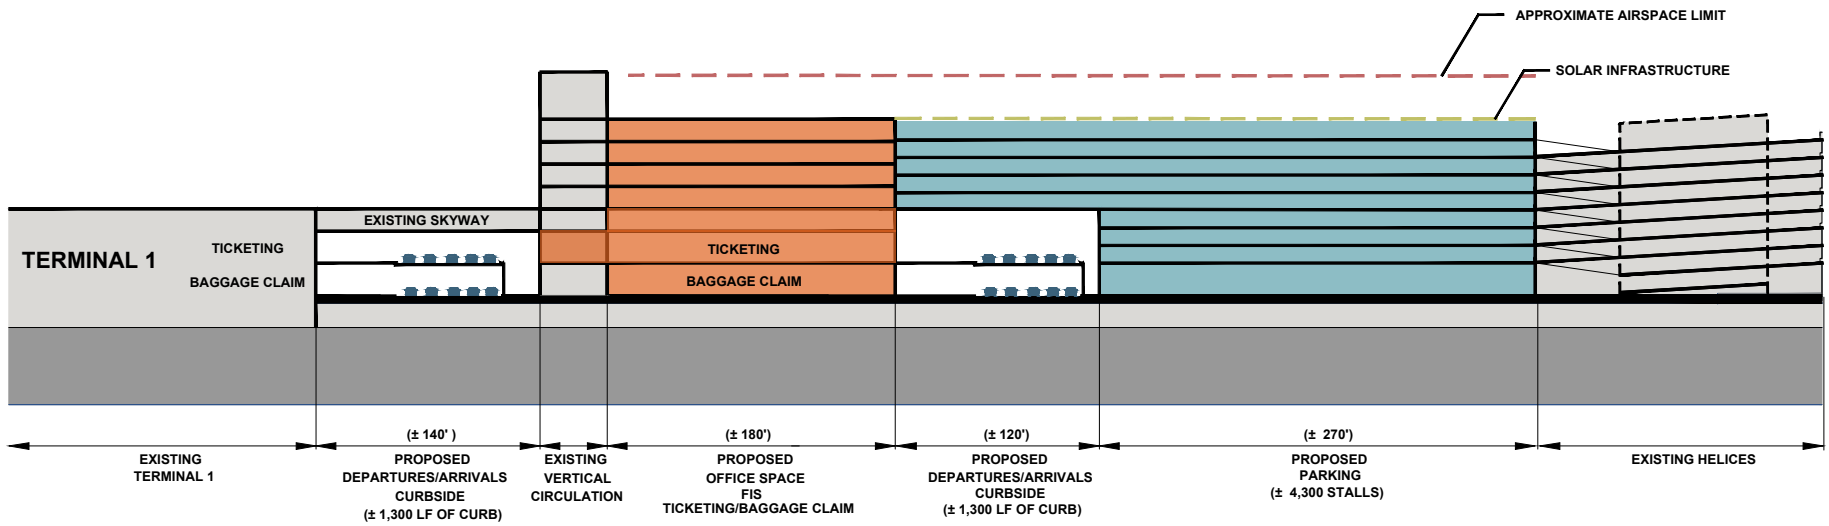 APPROXIMATE AIRSPACE LIMIT
SOLAR INFRASTRUCTURE
EXISTING SKYWAY
TERMINAL 1
TICKETING
BAGGAGE CLAIM
TICKETING
BAGGAGE CLAIM
(± 140' )
(± 180')
(± 120')
(± 270')
EXISTING
TERMINAL 1
PROPOSED
DEPARTURES/ARRIVALS
CURBSIDE
(± 1,300 LF OF CURB)
EXISTING
VERTICAL
CIRCULATION
PROPOSED
OFFICE SPACE
FIS
TICKETING/BAGGAGE CLAIM
PROPOSED
DEPARTURES/ARRIVALS
CURBSIDE
(± 1,300 LF OF CURB)
PROPOSED
PARKING
(± 4,300 STALLS)
EXISTING HELICES